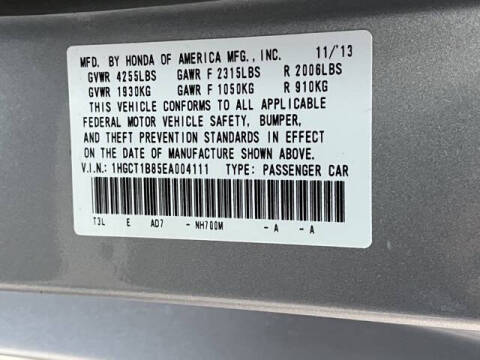 MFD. BY HONDA OF AMERICA MFG., INC. 11/'13
GVWR 4255LBS GAWR F 2315LBS R 2006LBS
GVWR 1930KG GAWR F 1050KG R 910KG
THIS VEHICLE CONFORMS TO ALL APPLICABLE
FEDERAL MOTOR VEHICLE SAFETY, BUMPER,
AND THEFT PREVENTION STANDARDS IN EFFECT
ON THE DATE OF MANUFACTURE SHOWN ABOVE.
V.I.N.: 1HGCT1B85EA004111 TYPE: PASSENGER CAR
T3L E A07 - NH700M - A - A